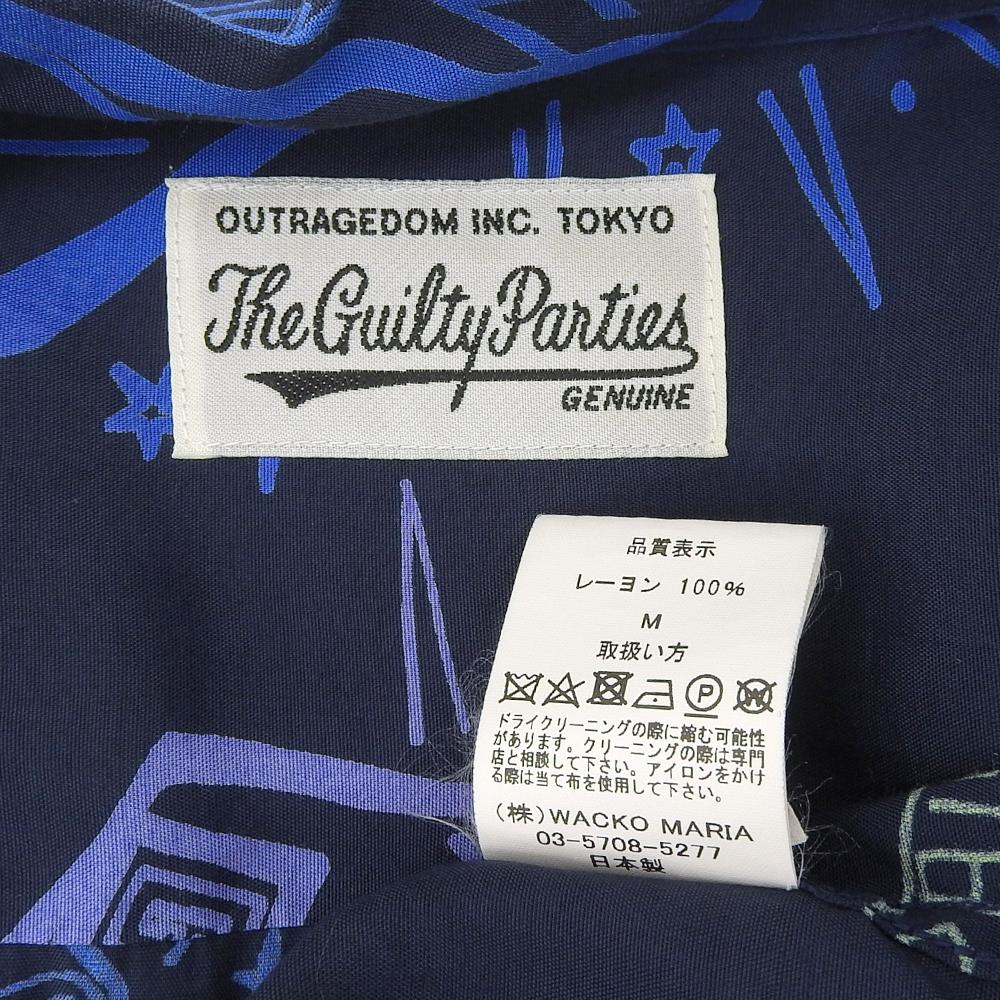 OUTRAGEDOM INC. TOKYO
The Guilty Parties
GENUINE
品質表示
レーヨン 100%
M
取扱い方
P W
ドライクリーニングの際に縮む可能性
があります。クリーニングの際は専門
店と相談して下さい。アイロンをかけ
る際は当て布を使用して下さい。
(株)WACKO MARIA
03-5708-5277
日本製